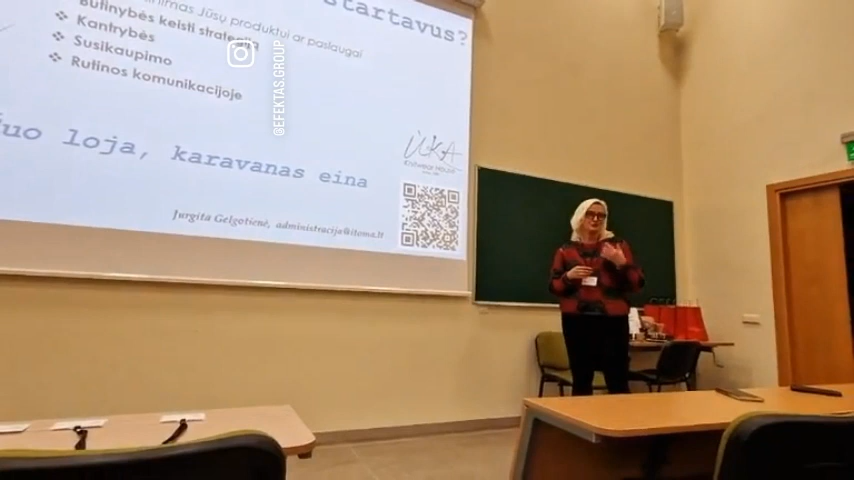 startavus?
Jūsų produktui ar paslaugai
Būtinybės keisti strategiją
Kantrybės
Susikaupimo
Rutinos komunikacijoje
@EFEKTAS.GROUP
loja, karavanas eina
Jurgita Gelgotienė, administracija@itoma.lt